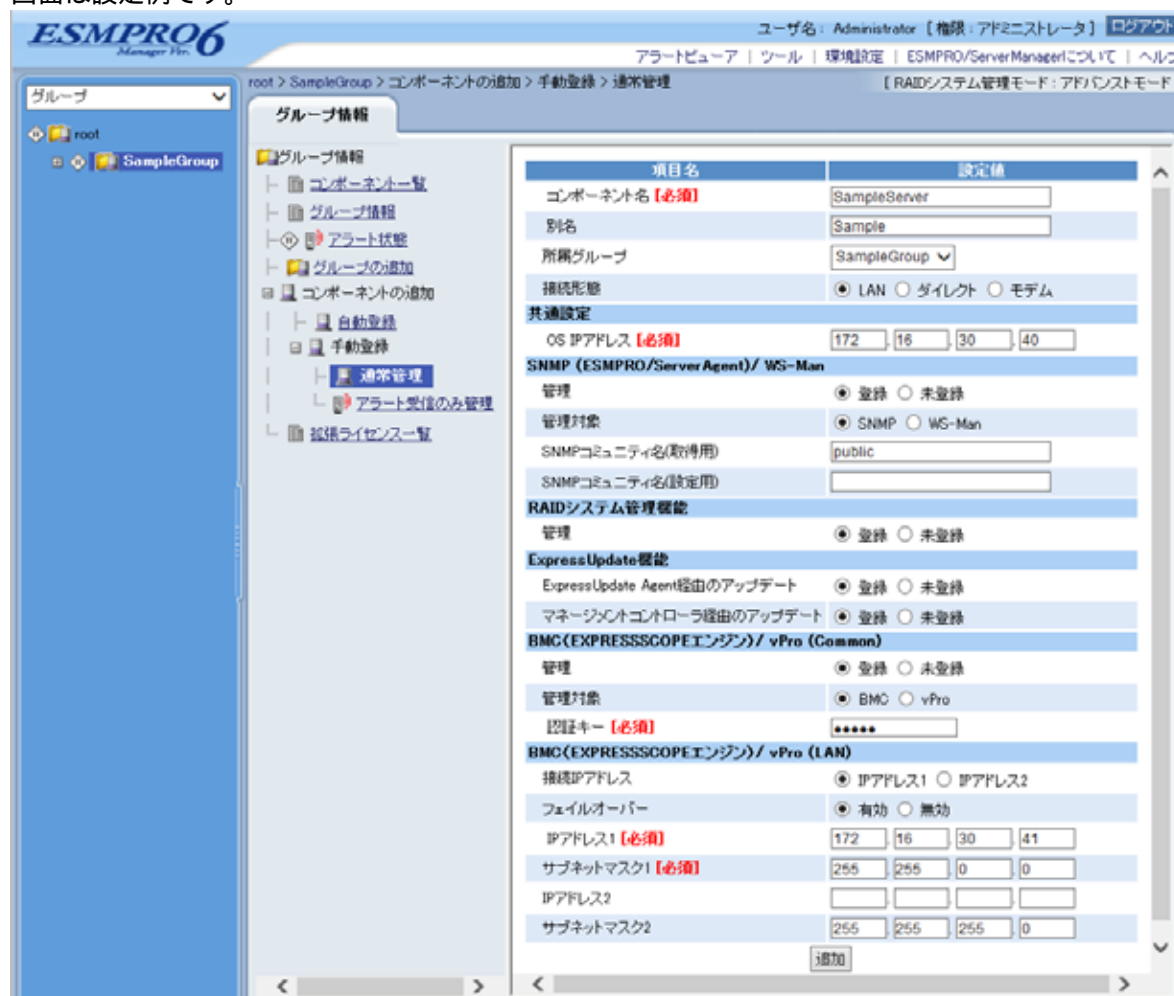 画面は設定例です。
ESMPRO6
Manager Ver.
ユーザ名 : Administrator [ 権限 : アドミニストレータ ] ログアウト
アラートビューア | ツール | 環境設定 | ESMPRO/ServerManagerについて | ヘルプ
グループ
root > SampleGroup > コンポーネントの追加 > 手動登録 > 通常管理
[ RAIDシステム管理モード : アドバンストモード
グループ情報
root
SampleGroup
グループ情報
コンポーネント一覧
グループ情報
アラート状態
グループの追加
コンポーネントの追加
自動登録
手動登録
通常管理
アラート受信のみ管理
拡張ライセンス一覧
項目名 設定値
コンポーネント名 [必須] SampleServer
別名 Sample
所属グループ SampleGroup
接続形態 LAN ダイレクト モデム
共通設定
OS IPアドレス [必須] 172 . 16 . 30 . 40
SNMP (ESMPRO/ServerAgent)/ WS-Man
管理 登録 未登録
管理対象 SNMP WS-Man
SNMPコミュニティ名(取得用) public
SNMPコミュニティ名(設定用)
RAIDシステム管理機能
管理 登録 未登録
ExpressUpdate機能
ExpressUpdate Agent経由のアップデート 登録 未登録
マネージメントコントローラ経由のアップデート 登録 未登録
BMC(EXPRESSSCOPEエンジン)/ vPro (Common)
管理 登録 未登録
管理対象 BMC vPro
認証キー [必須] •••••
BMC(EXPRESSSCOPEエンジン)/ vPro (LAN)
接続IPアドレス IPアドレス1 IPアドレス2
フェイルオーバー 有効 無効
IPアドレス1 [必須] 172 . 16 . 30 . 41
サブネットマスク1 [必須] 255 . 255 . 0 . 0
IPアドレス2 . . .
サブネットマスク2 255 . 255 . 255 . 0
追加